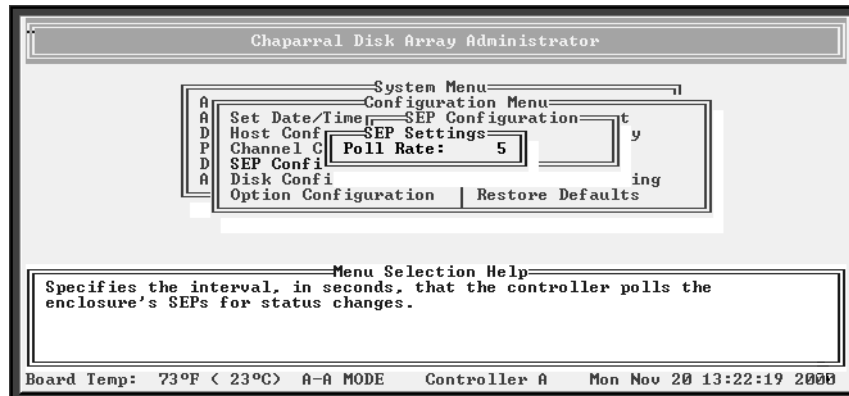 Chaparral Disk Array Administrator
System Menu
A Configuration Menu
A Set Date/Time SEP Configuration t
D Host Conf SEP Settings y
P Channel C Poll Rate: 5
D SEP Confi
A Disk Confi ing
Option Configuration | Restore Defaults
Menu Selection Help
Specifies the interval, in seconds, that the controller polls the
enclosure's SEPs for status changes.
Board Temp: 73ºF ( 23ºC) A-A MODE Controller A Mon Nov 20 13:22:19 2000